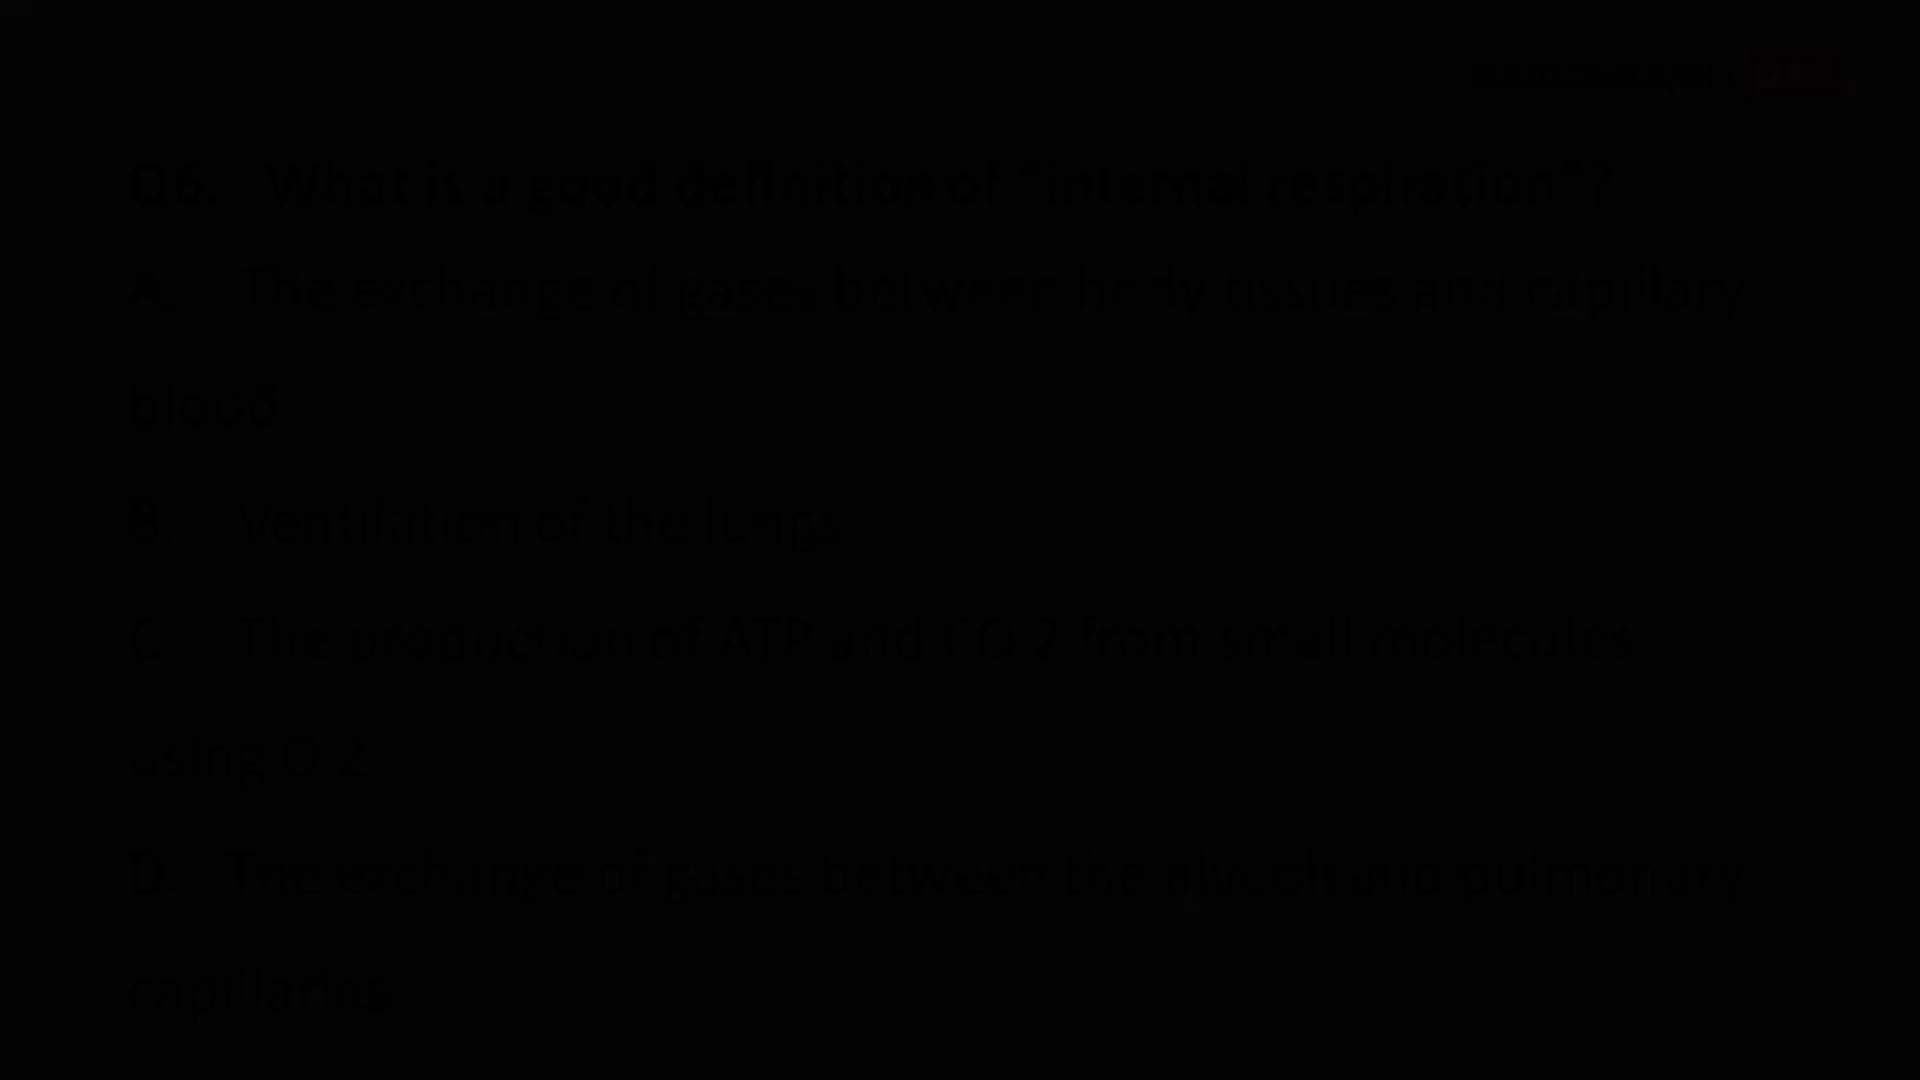 Q6. What is a good definition of "internal respiration"?
A. The exchange of gases between body tissues and capillary
blood
B. Ventilation of the lungs
C. The production of ATP and CO 2 from small molecules
using O 2
D. The exchange of gases between the alveoli and pulmonary
capillaries